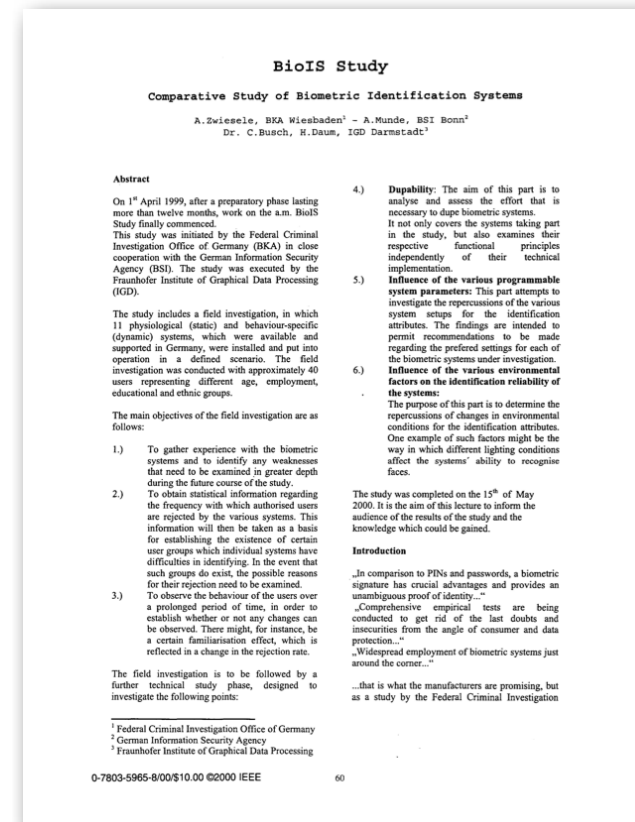 BioIS Study
Comparative Study of Biometric Identification Systems
A.Zwiesele, BKA Wiesbaden¹ - A.Munde, BSI Bonn²
Dr. C.Busch, H.Daum, IGD Darmstadt³
Abstract
On 1st April 1999, after a preparatory phase lasting
more than twelve months, work on the a.m. BioIS
Study finally commenced.
This study was initiated by the Federal Criminal
Investigation Office of Germany (BKA) in close
cooperation with the German Information Security
Agency (BSI). The study was executed by the
Fraunhofer Institute of Graphical Data Processing
(IGD).
The study includes a field investigation, in which
11 physiological (static) and behaviour-specific
(dynamic) systems, which were available and
supported in Germany, were installed and put into
operation in a defined scenario. The field
investigation was conducted with approximately 40
users representing different age, employment,
educational and ethnic groups.
The main objectives of the field investigation are as
follows:
1.) To gather experience with the biometric
systems and to identify any weaknesses
that need to be examined in greater depth
during the future course of the study.
2.) To obtain statistical information regarding
the frequency with which authorised users
are rejected by the various systems. This
information will then be taken as a basis
for establishing the existence of certain
user groups which individual systems have
difficulties in identifying. In the event that
such groups do exist, the possible reasons
for their rejection need to be examined.
3.) To observe the behaviour of the users over
a prolonged period of time, in order to
establish whether or not any changes can
be observed. There might, for instance, be
a certain familiarisation effect, which is
reflected in a change in the rejection rate.
The field investigation is to be followed by a
further technical study phase, designed to
investigate the following points:
¹ Federal Criminal Investigation Office of Germany
² German Information Security Agency
³ Fraunhofer Institute of Graphical Data Processing
4.) Dupability: The aim of this part is to
analyse and assess the effort that is
necessary to dupe biometric systems.
It not only covers the systems taking part
in the study, but also examines their
respective functional principles
independently of their technical
implementation.
5.) Influence of the various programmable
system parameters: This part attempts to
investigate the repercussions of the various
system setups for the identification
attributes. The findings are intended to
permit recommendations to be made
regarding the prefered settings for each of
the biometric systems under investigation.
6.) Influence of the various environmental
factors on the identification reliability of
the systems:
The purpose of this part is to determine the
repercussions of changes in environmental
conditions for the identification attributes.
One example of such factors might be the
way in which different lighting conditions
affect the systems´ ability to recognise
faces.
The study was completed on the 15th of May
2000. It is the aim of this lecture to inform the
audience of the results of the study and the
knowledge which could be gained.
Introduction
„In comparison to PINs and passwords, a biometric
signature has crucial advantages and provides an
unambiguous proof of identity...“
„Comprehensive empirical tests are being
conducted to get rid of the last doubts and
insecurities from the angle of consumer and data
protection...“
„Widespread employment of biometric systems just
around the corner...“
...that is what the manufacturers are promising, but
as a study by the Federal Criminal Investigation
0-7803-5965-8/00/$10.00 ©2000 IEEE
60